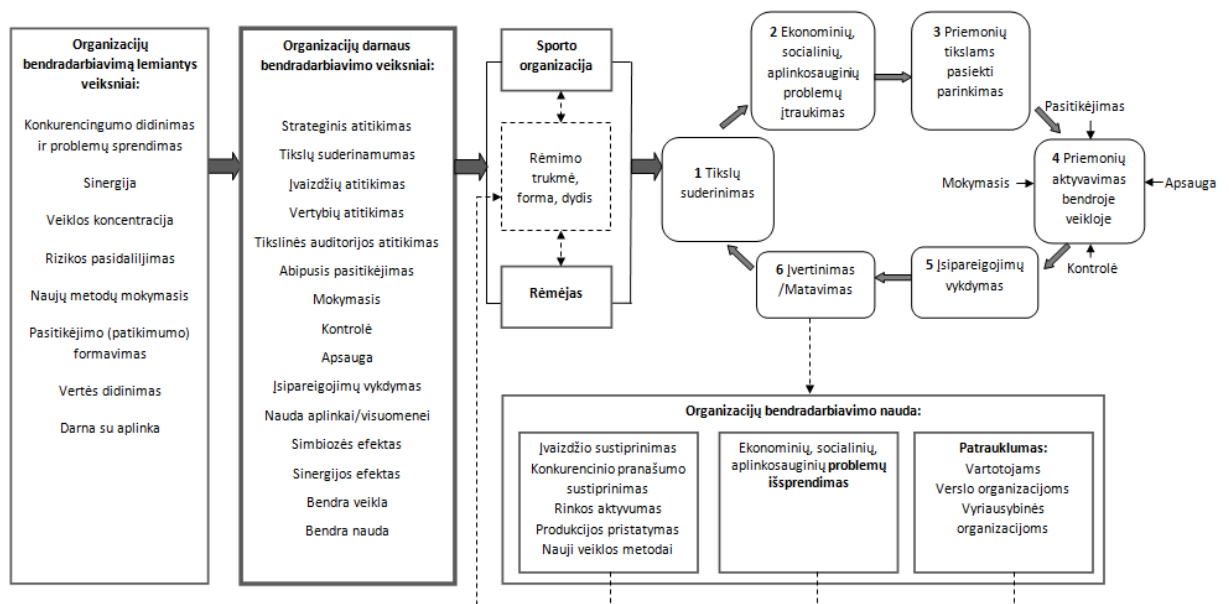 Organizacijų
bendradarbiavimą lemiantys
veiksniai:
Konkurencingumo didinimas
ir problemų sprendimas
Sinergija
Veiklos koncentracija
Rizikos pasidaliljimas
Naujų metodų mokymasis
Pasitikėjimo (patikimumo)
formavimas
Vertės didinimas
Darna su aplinka
Organizacijų darnaus
bendradarbiavimo veiksniai:
Strateginis atitikimas
Tikslų suderinamumas
Įvaizdžių atitikimas
Vertybių atitikimas
Tikslinės auditorijos atitikimas
Abipusis pasitikėjimas
Mokymasis
Kontrolė
Apsauga
Įsipareigojimų vykdymas
Nauda aplinkai/visuomenei
Simbiozės efektas
Sinergijos efektas
Bendra veikla
Bendra nauda
Sporto
organizacija
Rėmimo
trukmė,
forma, dydis
Rėmėjas
1 Tikslų
suderinimas
2 Ekonominių,
socialinių,
aplinkosauginių
problemų
įtraukimas
3 Priemonių
tikslams
pasiekti
parinkimas
Pasitikėjimas
Mokymasis
4 Priemonių
aktyvavimas
bendroje
veikloje
Apsauga
Kontrolė
5 Įsipareigojimų
vykdymas
6 Įvertinimas
/Matavimas
Organizacijų bendradarbiavimo nauda:
Įvaizdžio sustiprinimas
Konkurencinio pranašumo
sustiprinimas
Rinkos aktyvumas
Produkcijos pristatymas
Nauji veiklos metodai
Ekonominių, socialinių,
aplinkosauginių problemų
išsprendimas
Patrauklumas:
Vartotojams
Verslo organizacijoms
Vyriausybinės
organizacijoms